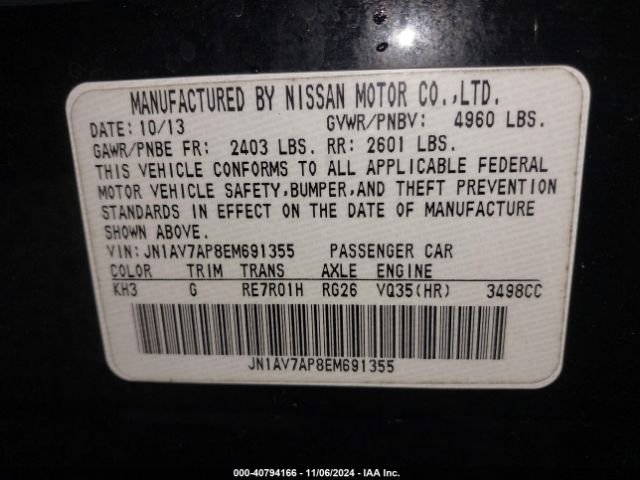 MANUFACTURED BY NISSAN MOTOR CO.,LTD.
DATE: 10/13 GVWR/PNBV: 4960 LBS.
GAWR/PNBE FR: 2403 LBS. RR: 2601 LBS.
THIS VEHICLE CONFORMS TO ALL APPLICABLE FEDERAL
MOTOR VEHICLE SAFETY,BUMPER,AND THEFT PREVENTION
STANDARDS IN EFFECT ON THE DATE OF MANUFACTURE
SHOWN ABOVE.
VIN:JN1AV7AP8EM691355 PASSENGER CAR
COLOR TRIM TRANS AXLE ENGINE
KH3 G RE7R01H RG26 VQ35(HR) 3498CC
JN1AV7AP8EM691355
000-40794166 - 11/06/2024 - IAA Inc.